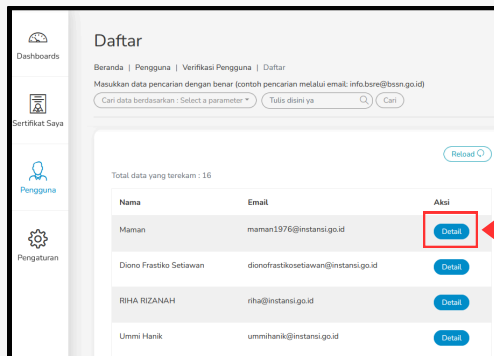 Dashboards
Sertifikat Saya
Pengguna
Pengaturan
Daftar
Beranda | Pengguna | Verifikasi Pengguna | Daftar
Masukkan data pencarian dengan benar (contoh pencarian melalui email: info.bsre@bssn.go.id)
Cari data berdasarkan : Select a parameter Tulis disini ya Cari
Reload
Total data yang terekam : 16
Nama Email Aksi
Maman maman1976@instansi.go.id Detail
Diono Frastiko Setiawan dionofrastikosetiawan@instansi.go.id Detail
RIHA RIZANAH riha@instansi.go.id Detail
Ummi Hanik ummihanik@instansi.go.id Detail